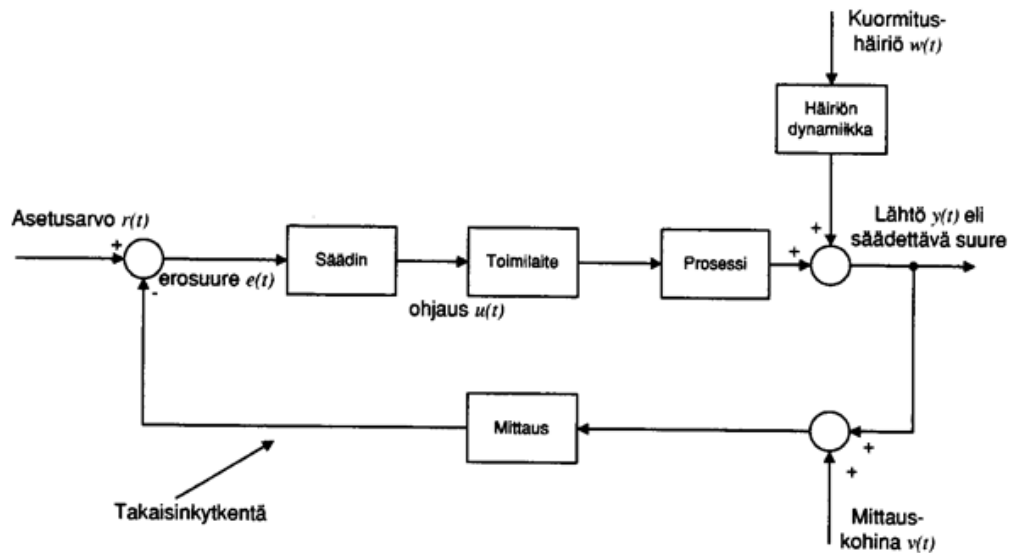 Kuormitus-
häiriö w(t)
Häiriön
dynamiikka
Asetusarvo r(t)
Lähtö y(t) eli
säädettävä suure
+
+
+
Säädin
Toimilaite
Prosessi
erosuure e(t)
-
ohjaus u(t)
Mittaus
+
+
Takaisinkytkentä
Mittaus-
kohina v(t)